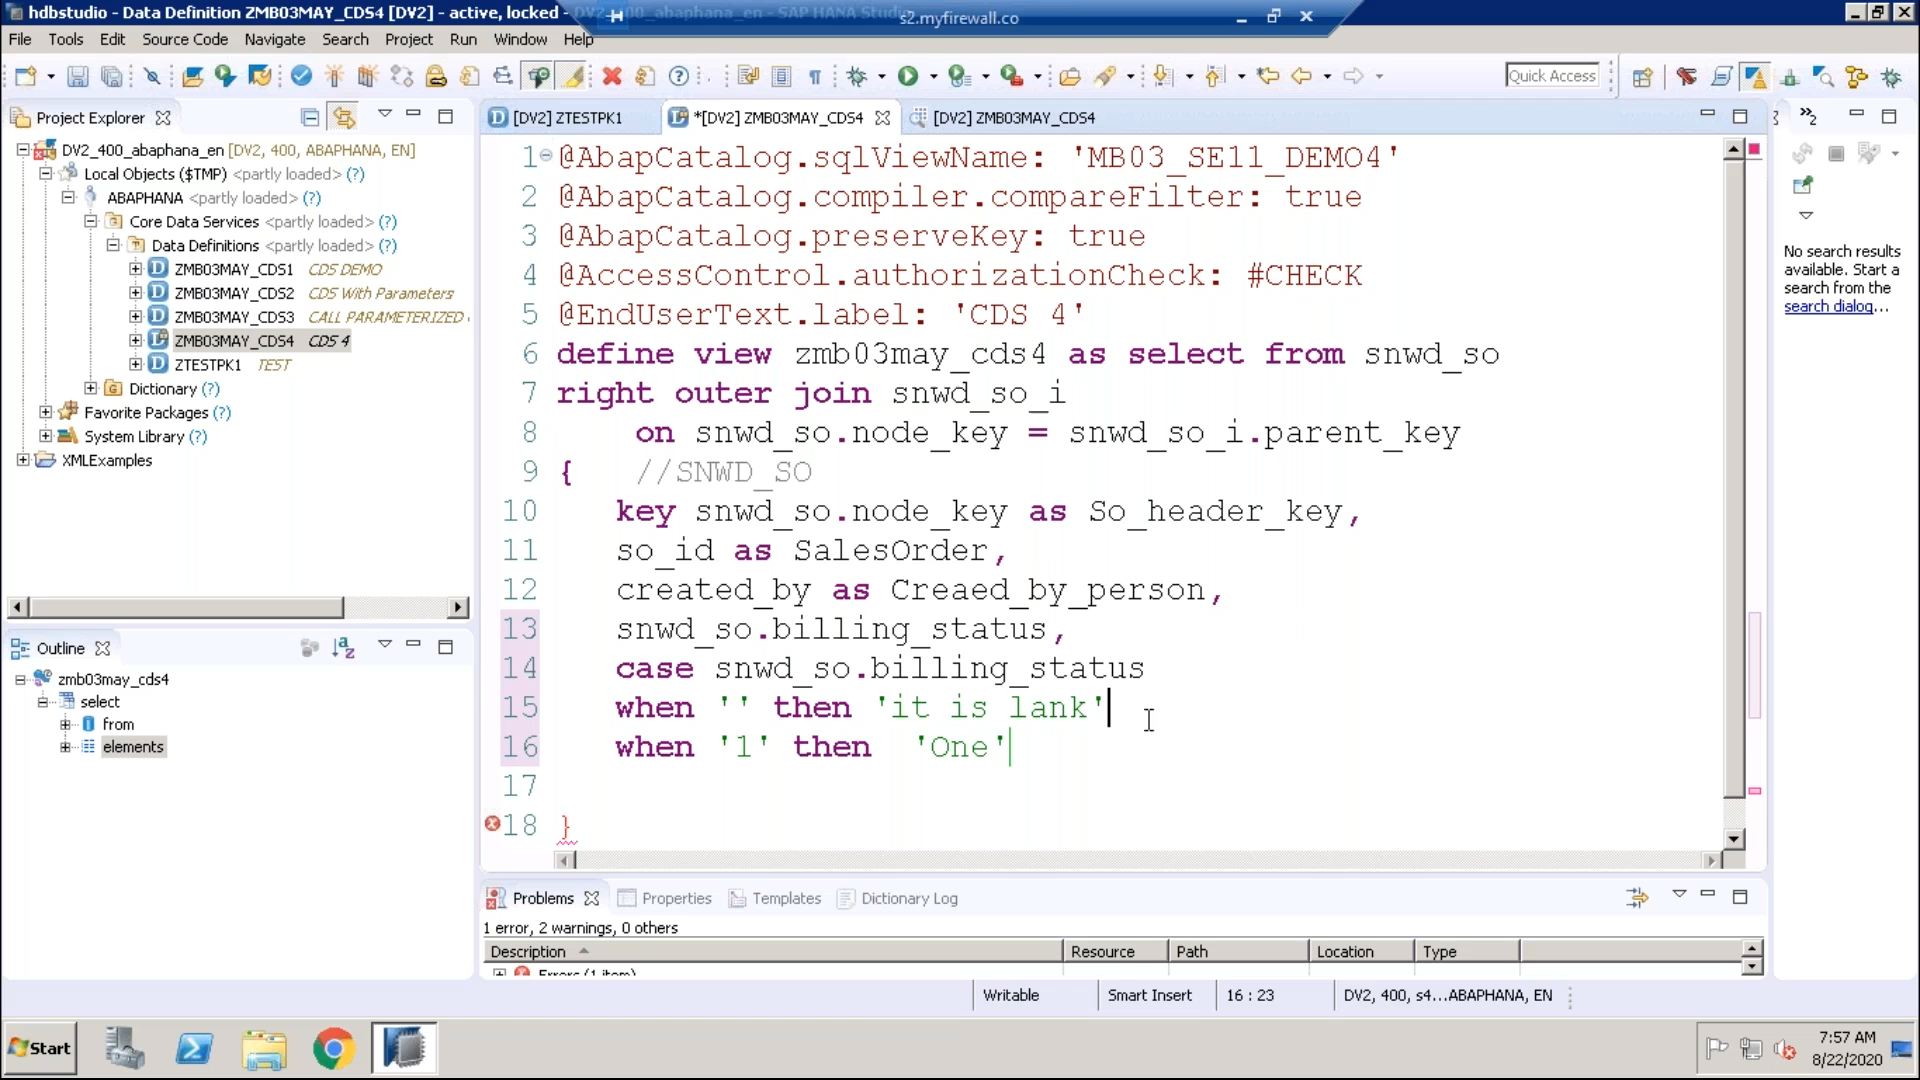 hdbstudio - Data Definition ZMB03MAY_CDS4 [DV2] - active, locked -
s2.myfirewall.co
File Tools Edit Source Code Navigate Search Project Run Window Help
Quick Access
Project Explorer
DV2_400_abaphana_en [DV2, 400, ABAPHANA, EN]
Local Objects ($TMP) <partly loaded> (?)
ABAPHANA <partly loaded> (?)
Core Data Services <partly loaded> (?)
Data Definitions <partly loaded> (?)
ZMB03MAY_CDS1 CDS DEMO
ZMB03MAY_CDS2 CDS With Parameters
ZMB03MAY_CDS3 CALL PARAMETERIZED
ZMB03MAY_CDS4 CDS 4
ZTESTPK1 TEST
Dictionary (?)
Favorite Packages (?)
System Library (?)
XMLExamples
Outline
zmb03may_cds4
select
from
elements
[DV2] ZTESTPK1
*[DV2] ZMB03MAY_CDS4
[DV2] ZMB03MAY_CDS4
1 @AbapCatalog.sqlViewName: 'MB03_SE11_DEMO4'
2 @AbapCatalog.compiler.compareFilter: true
3 @AbapCatalog.preserveKey: true
4 @AccessControl.authorizationCheck: #CHECK
5 @EndUserText.label: 'CDS 4'
6 define view zmb03may_cds4 as select from snwd_so
7 right outer join snwd_so_i
8 on snwd_so.node_key = snwd_so_i.parent_key
9 { //SNWD_SO
10 key snwd_so.node_key as So_header_key,
11 so_id as SalesOrder,
12 created_by as Creaed_by_person,
13 snwd_so.billing_status,
14 case snwd_so.billing_status
15 when '' then 'it is lank'
16 when '1' then 'One'
17
18 }
Problems Properties Templates Dictionary Log
1 error, 2 warnings, 0 others
Description Resource Path Location Type
Errors (1 item)
Writable Smart Insert 16 : 23 DV2, 400, s4...ABAPHANA, EN
2
No search results
available. Start a
search from the
search dialog...
Start
7:57 AM
8/22/2020